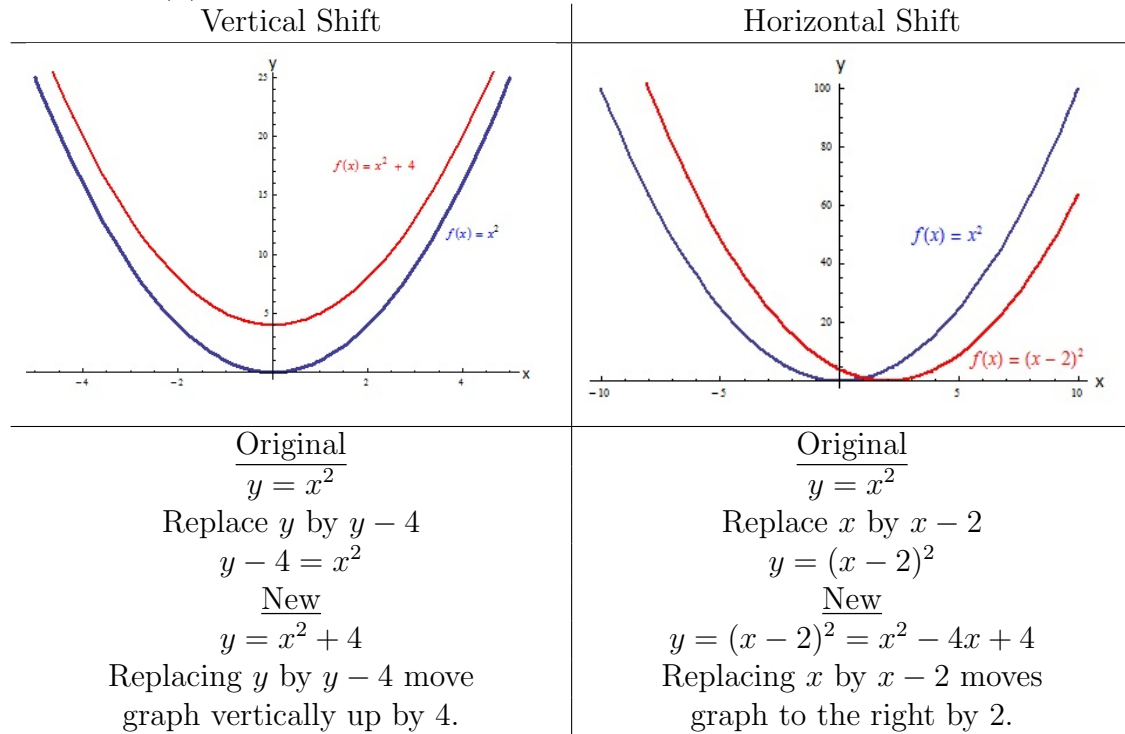 Vertical Shift
y
25
20
15
10
5
-4
-2
2
4
x
f(x) = x² + 4
f(x) = x²
Original
y = x²
Replace y by y − 4
y − 4 = x²
New
y = x² + 4
Replacing y by y − 4 move
graph vertically up by 4.
Horizontal Shift
y
100
80
60
40
20
-10
-5
5
10
x
f(x) = x²
f(x) = (x − 2)²
Original
y = x²
Replace x by x − 2
y = (x − 2)²
New
y = (x − 2)² = x² − 4x + 4
Replacing x by x − 2 moves
graph to the right by 2.